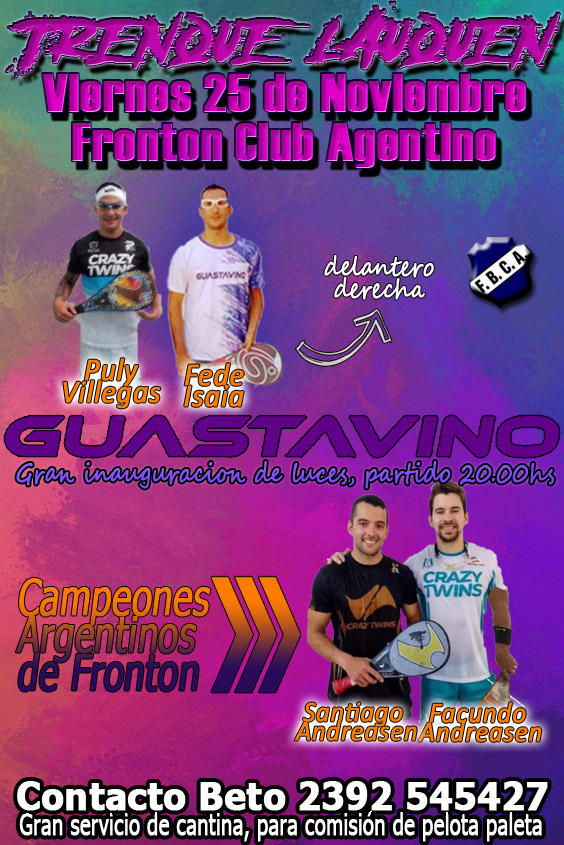 TRENQUE LAUQUEN
Viernes 25 de Noviembre
Fronton Club Agentino
CRAZY
TWINS
GUASTAVINO
delantero
derecha
F.B.C.A
Puly
Villegas
Fede
Isaia
GUASTAVINO
Gran inauguracion de luces, partido 20.00hs
Campeones
Argentinos
de Fronton
CRAZY TWINS
CRAZY
TWINS
Santiago
Andreasen
Facundo
Andreasen
Contacto Beto 2392 545427
Gran servicio de cantina, para comisión de pelota paleta